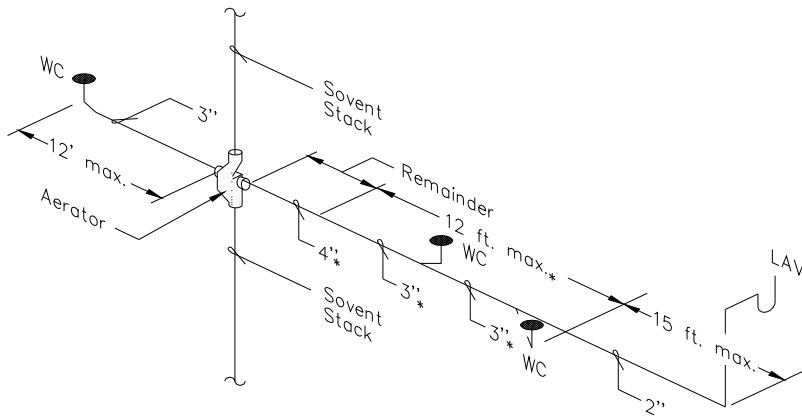 WC
3''
12' max.
Aerator
Sovent
Stack
Remainder
12 ft. max.*
4''*
3''*
WC
3''*
WC
Sovent
Stack
LAV
15 ft. max.
2''